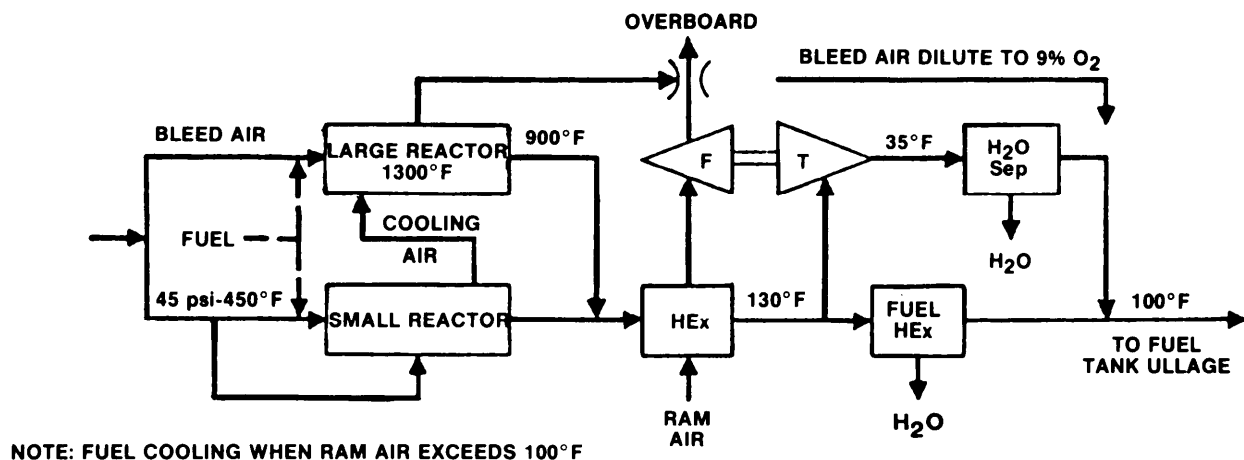 OVERBOARD
BLEED AIR DILUTE TO 9% O₂
BLEED AIR
LARGE REACTOR
1300°F
900°F
F
T
35°F
H₂O
Sep
H₂O
FUEL
COOLING
AIR
45 psi-450°F
SMALL REACTOR
HEx
130°F
FUEL
HEx
100°F
TO FUEL
TANK ULLAGE
RAM
AIR
H₂O
NOTE: FUEL COOLING WHEN RAM AIR EXCEEDS 100°F